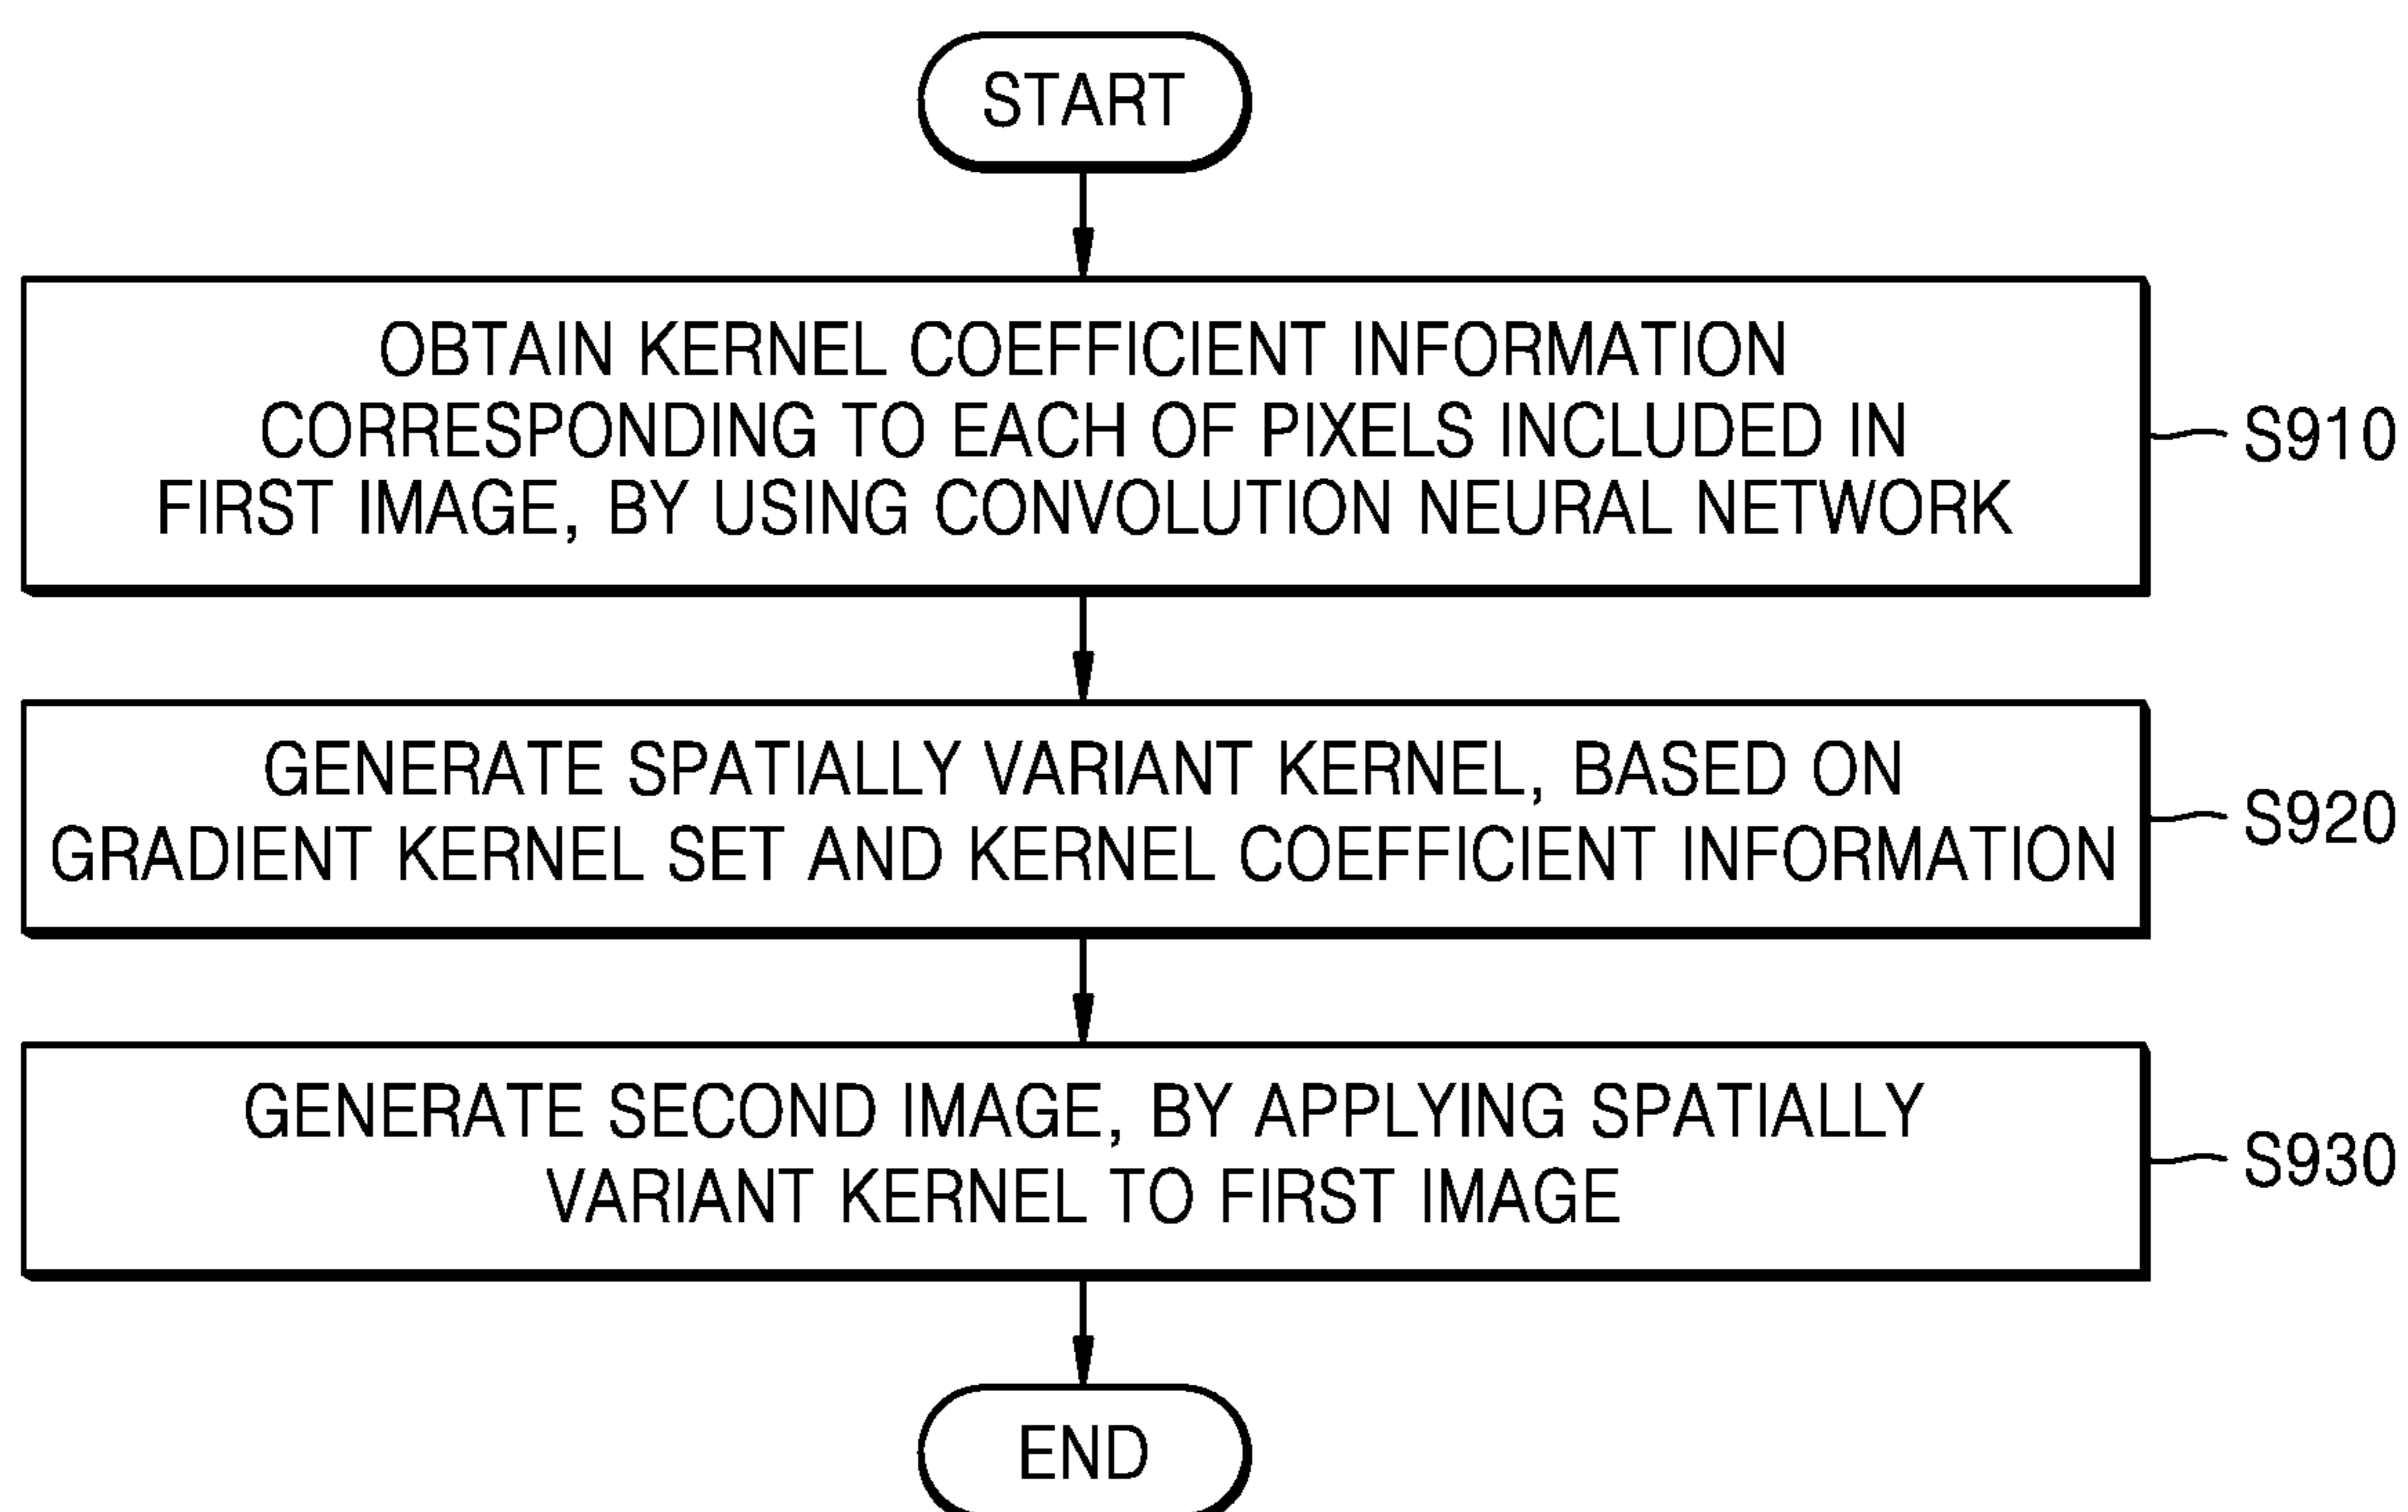 START
OBTAIN KERNEL COEFFICIENT INFORMATION
CORRESPONDING TO EACH OF PIXELS INCLUDED IN
FIRST IMAGE, BY USING CONVOLUTION NEURAL NETWORK
S910
GENERATE SPATIALLY VARIANT KERNEL, BASED ON
GRADIENT KERNEL SET AND KERNEL COEFFICIENT INFORMATION
S920
GENERATE SECOND IMAGE, BY APPLYING SPATIALLY
VARIANT KERNEL TO FIRST IMAGE
S930
END